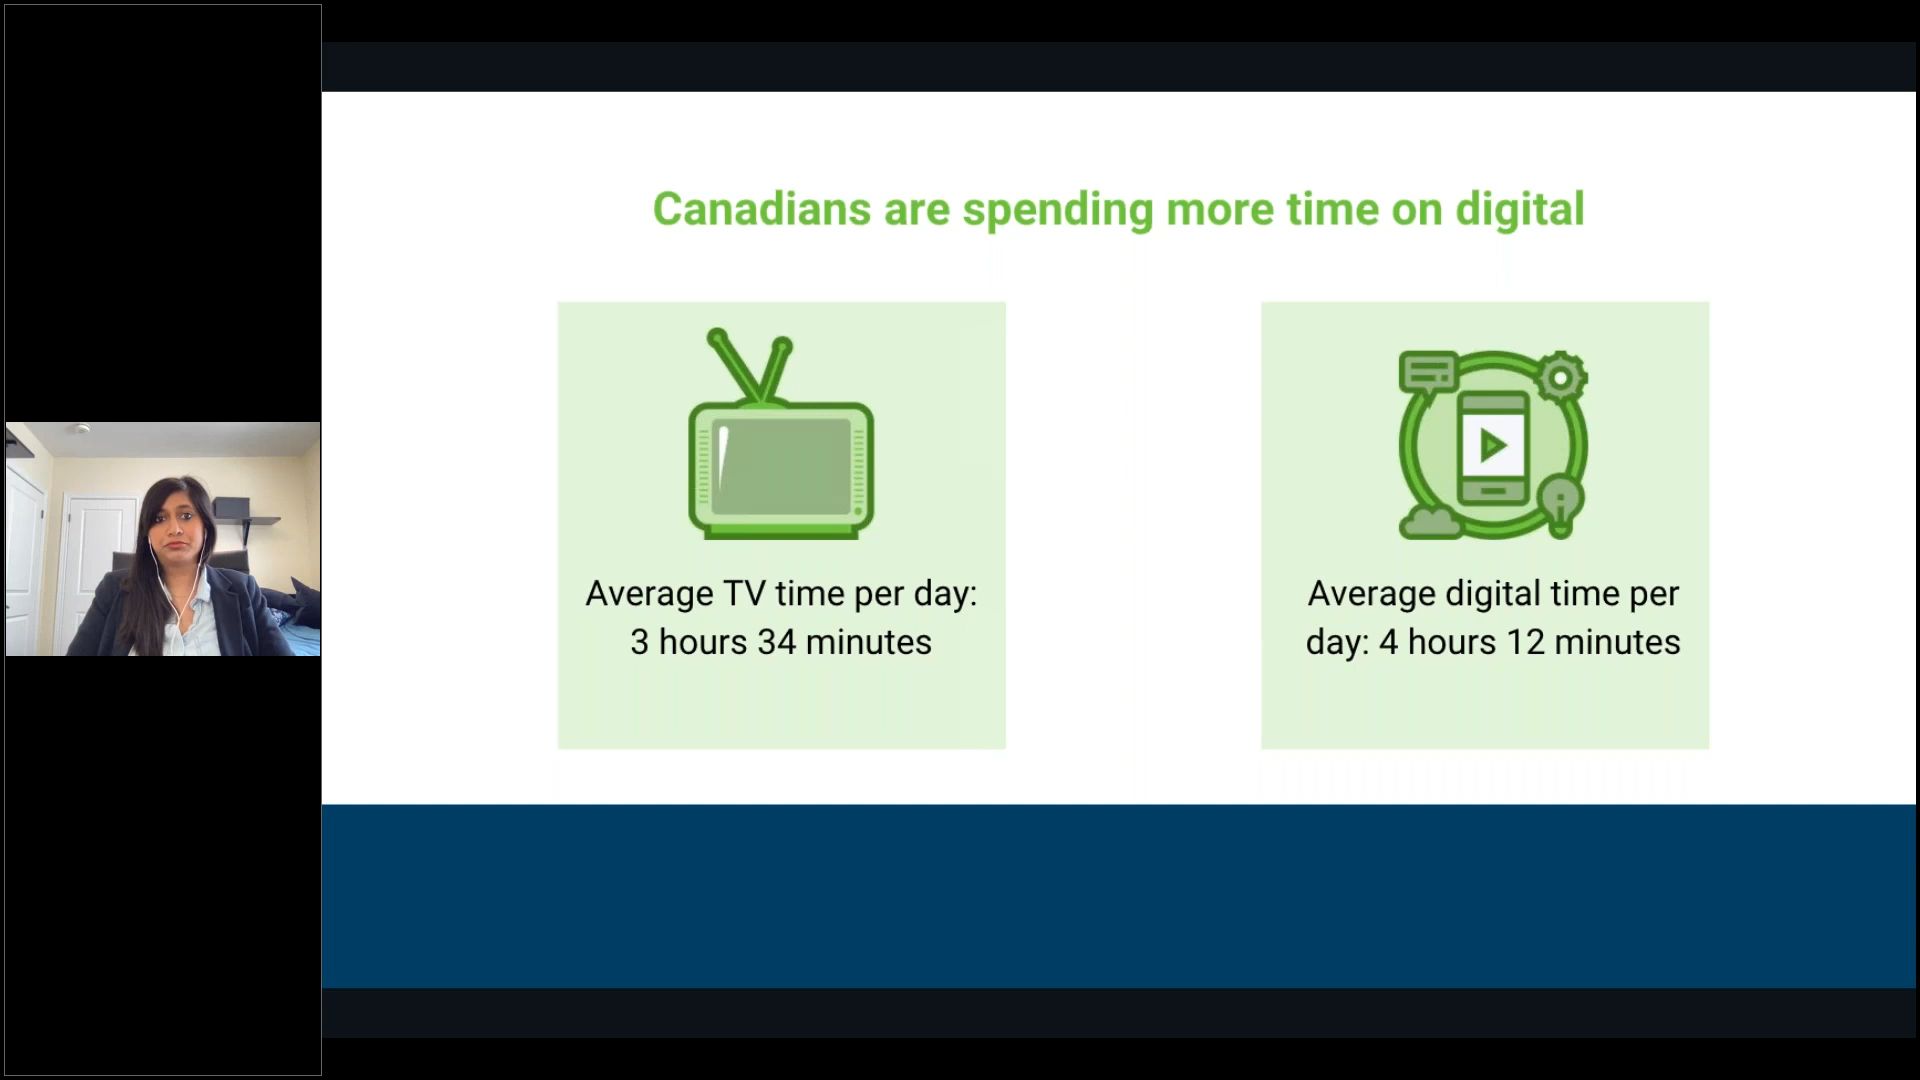 Canadians are spending more time on digital
Average TV time per day:
3 hours 34 minutes
Average digital time per
day: 4 hours 12 minutes